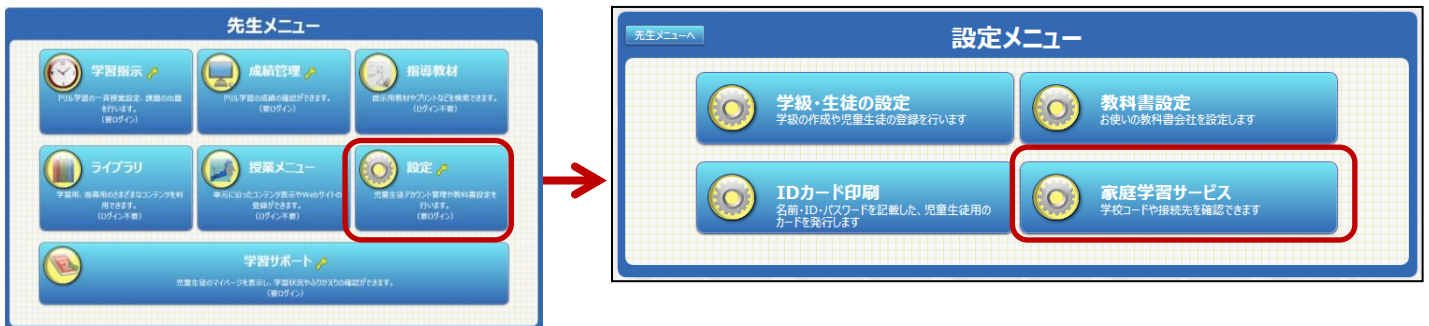 先生メニュー
学習指示
ドリル学習の一斉授業設定、課題の出題
を行います。
(要ログイン)
成績管理
ドリル学習の成績の確認ができます。
(要ログイン)
指導教材
提示用教材やプリントなどを検索できます。
(ログイン不要)
ライブラリ
学習用、指導用のさまざまなコンテンツを利
用できます。
(ログイン不要)
授業メニュー
単元に沿ったコンテンツ表示やWebサイトの
登録ができます。
(ログイン不要)
設定
児童生徒アカウント管理や教科書設定を
行います。
(要ログイン)
学習サポート
児童生徒のマイページを表示し、学習状況やふりかえりの確認ができます。
(要ログイン)
先生メニューへ
設定メニュー
学級・生徒の設定
学級の作成や児童生徒の登録を行います
教科書設定
お使いの教科書会社を設定します
IDカード印刷
名前・ID・パスワードを記載した、児童生徒用の
カードを発行します
家庭学習サービス
学校コードや接続先を確認できます